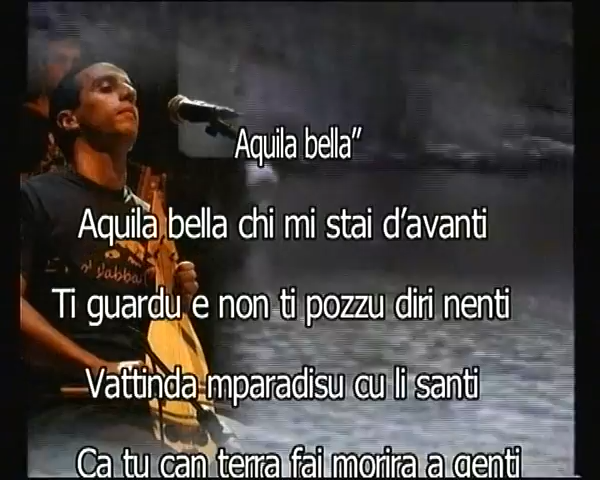 Aquila bella”
Aquila bella chi mi stai d’avanti
Ti guardu e non ti pozzu diri nenti
Vattinda mparadisu cu li santi
Ca tu can terra fai morira a genti